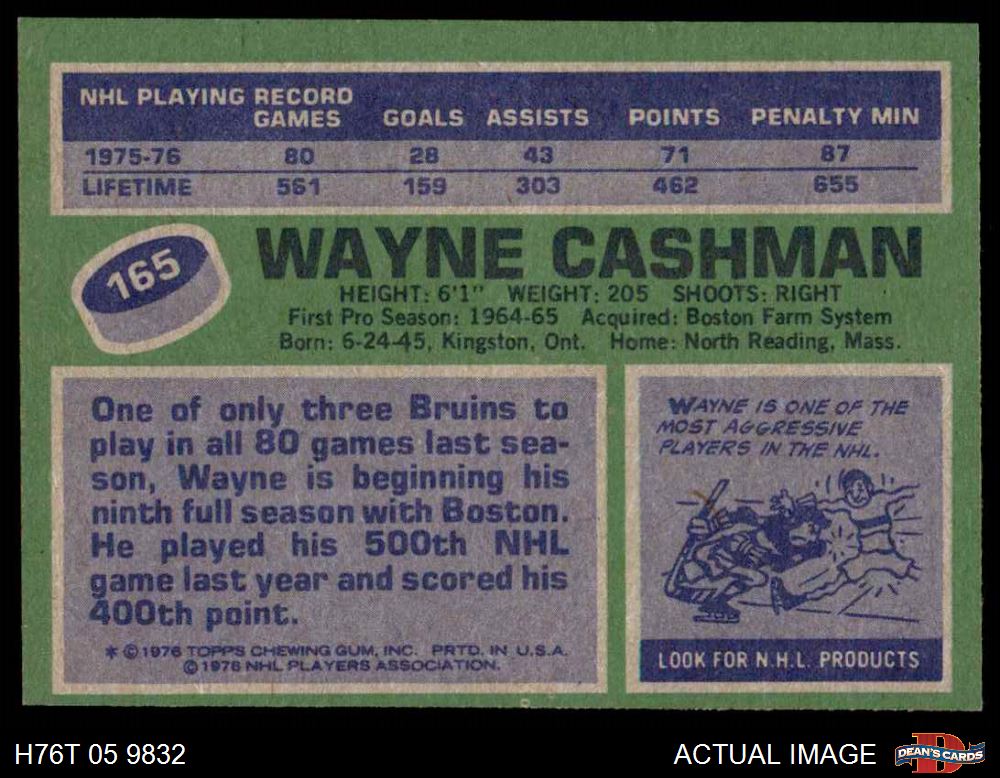 NHL PLAYING RECORD
GAMES GOALS ASSISTS POINTS PENALTY MIN
1975-76 80 28 43 71 87
LIFETIME 561 159 303 462 655
165
WAYNE CASHMAN
HEIGHT: 6'1" WEIGHT: 205 SHOOTS: RIGHT
First Pro Season: 1964-65 Acquired: Boston Farm System
Born: 6-24-45, Kingston, Ont. Home: North Reading, Mass.
One of only three Bruins to
play in all 80 games last sea-
son, Wayne is beginning his
ninth full season with Boston.
He played his 500th NHL
game last year and scored his
400th point.
* © 1976 TOPPS CHEWING GUM, INC. PRTD. IN U.S.A.
© 1976 NHL PLAYERS ASSOCIATION.
WAYNE IS ONE OF THE
MOST AGGRESSIVE
PLAYERS IN THE NHL.
LOOK FOR N.H.L. PRODUCTS
H76T 05 9832
ACTUAL IMAGE
DEAN'S CARDS